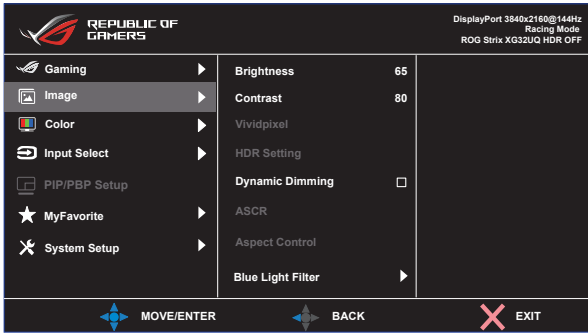 REPUBLIC OF
GAMERS
DisplayPort 3840x2160@144Hz
Racing Mode
ROG Strix XG32UQ HDR OFF
Gaming
Image
Color
Input Select
PIP/PBP Setup
MyFavorite
System Setup
Brightness 65
Contrast 80
Vividpixel
HDR Setting
Dynamic Dimming
ASCR
Aspect Control
Blue Light Filter
MOVE/ENTER BACK EXIT